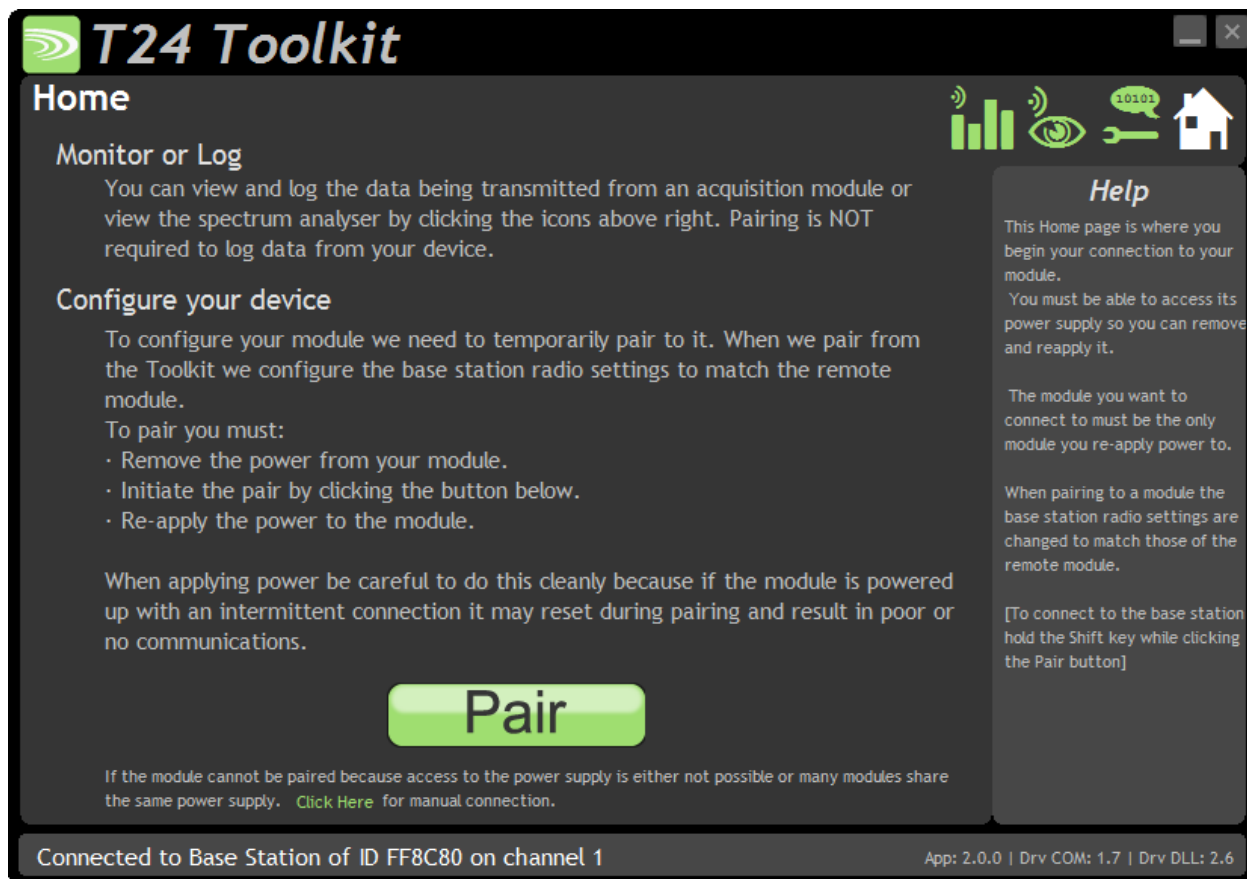 T24 Toolkit
Home
10101
Monitor or Log
You can view and log the data being transmitted from an acquisition module or
view the spectrum analyser by clicking the icons above right. Pairing is NOT
required to log data from your device.
Configure your device
To configure your module we need to temporarily pair to it. When we pair from
the Toolkit we configure the base station radio settings to match the remote
module.
To pair you must:
· Remove the power from your module.
· Initiate the pair by clicking the button below.
· Re-apply the power to the module.
When applying power be careful to do this cleanly because if the module is powered
up with an intermittent connection it may reset during pairing and result in poor or
no communications.
Pair
If the module cannot be paired because access to the power supply is either not possible or many modules share
the same power supply. Click Here for manual connection.
Help
This Home page is where you
begin your connection to your
module.
You must be able to access its
power supply so you can remove
and reapply it.
The module you want to
connect to must be the only
module you re-apply power to.
When pairing to a module the
base station radio settings are
changed to match those of the
remote module.
[To connect to the base station
hold the Shift key while clicking
the Pair button]
Connected to Base Station of ID FF8C80 on channel 1
App: 2.0.0 | Drv COM: 1.7 | Drv DLL: 2.6